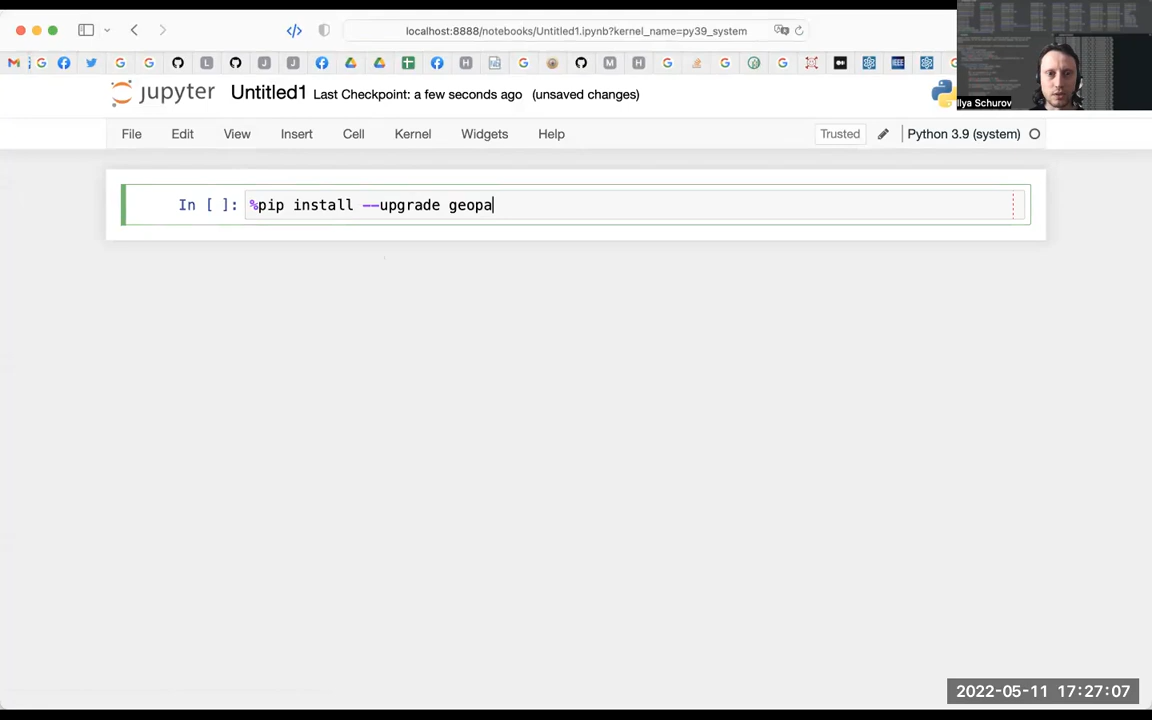 localhost:8888/notebooks/Untitled1.ipynb?kernel_name=py39_system
jupyter Untitled1 Last Checkpoint: a few seconds ago (unsaved changes)
Ilya Schurov
File Edit View Insert Cell Kernel Widgets Help Trusted Python 3.9 (system)
In [ ]: %pip install --upgrade geopa
2022-05-11 17:27:07